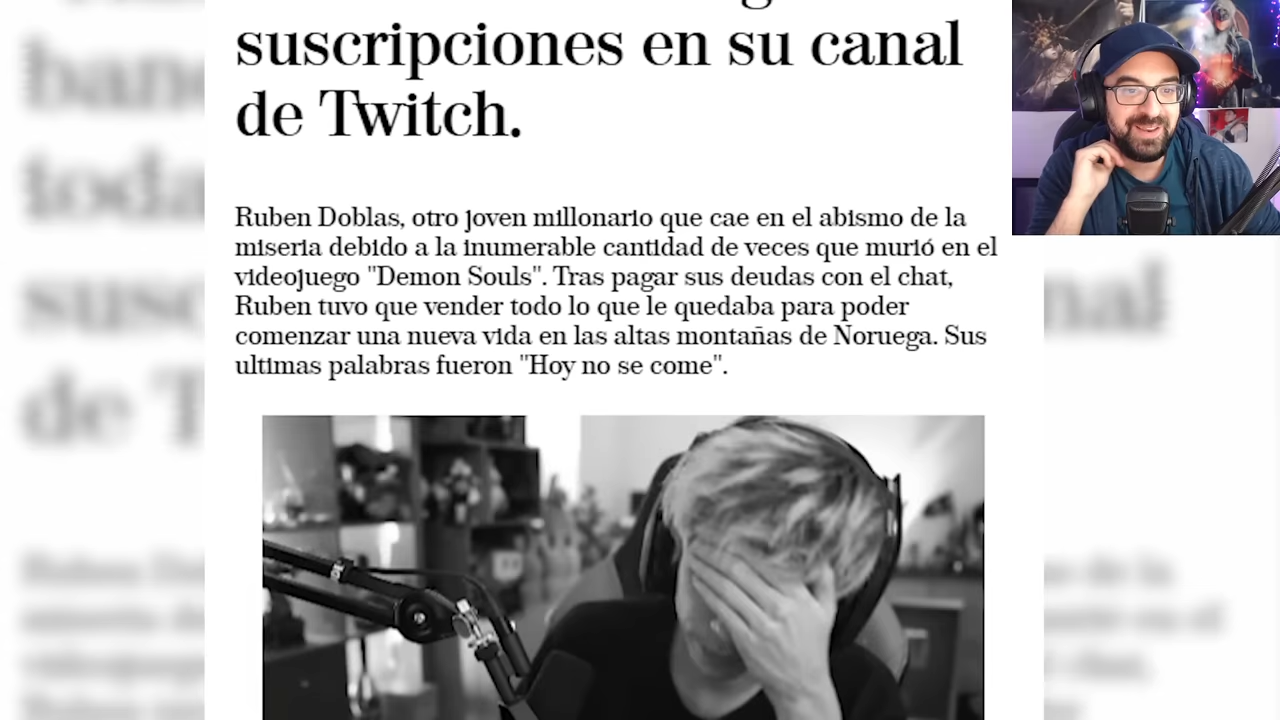 suscripciones en su canal
de Twitch.
Ruben Doblas, otro joven millonario que cae en el abismo de la
miseria debido a la inumerable cantidad de veces que murió en el
videojuego "Demon Souls". Tras pagar sus deudas con el chat,
Ruben tuvo que vender todo lo que le quedaba para poder
comenzar una nueva vida en las altas montañas de Noruega. Sus
ultimas palabras fueron "Hoy no se come".